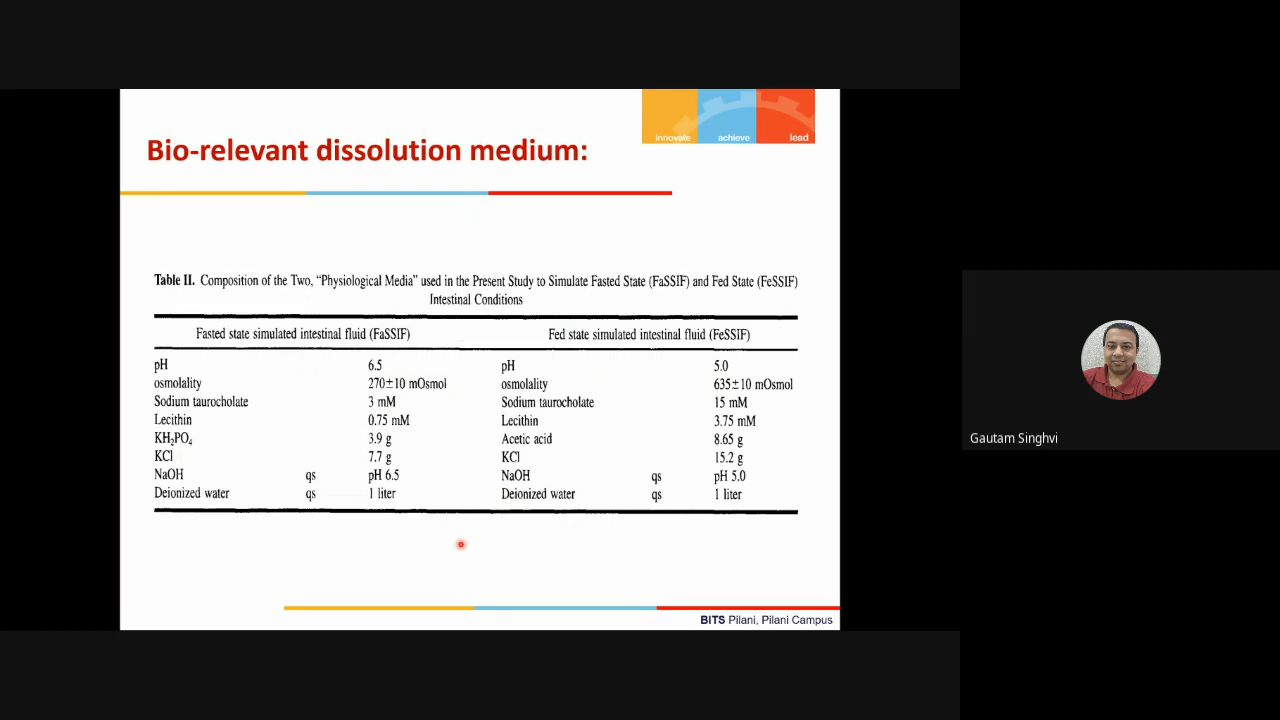 innovate achieve lead
Bio-relevant dissolution medium:
Table II. Composition of the Two, "Physiological Media" used in the Present Study to Simulate Fasted State (FaSSIF) and Fed State (FeSSIF)
Intestinal Conditions
Fasted state simulated intestinal fluid (FaSSIF) Fed state simulated intestinal fluid (FeSSIF)
pH 6.5 pH 5.0
osmolality 270±10 mOsmol osmolality 635±10 mOsmol
Sodium taurocholate 3 mM Sodium taurocholate 15 mM
Lecithin 0.75 mM Lecithin 3.75 mM
KH₂PO₄ 3.9 g Acetic acid 8.65 g
KCl 7.7 g KCl 15.2 g
NaOH qs pH 6.5 NaOH qs pH 5.0
Deionized water qs 1 liter Deionized water qs 1 liter
BITS Pilani, Pilani Campus
Gautam Singhvi